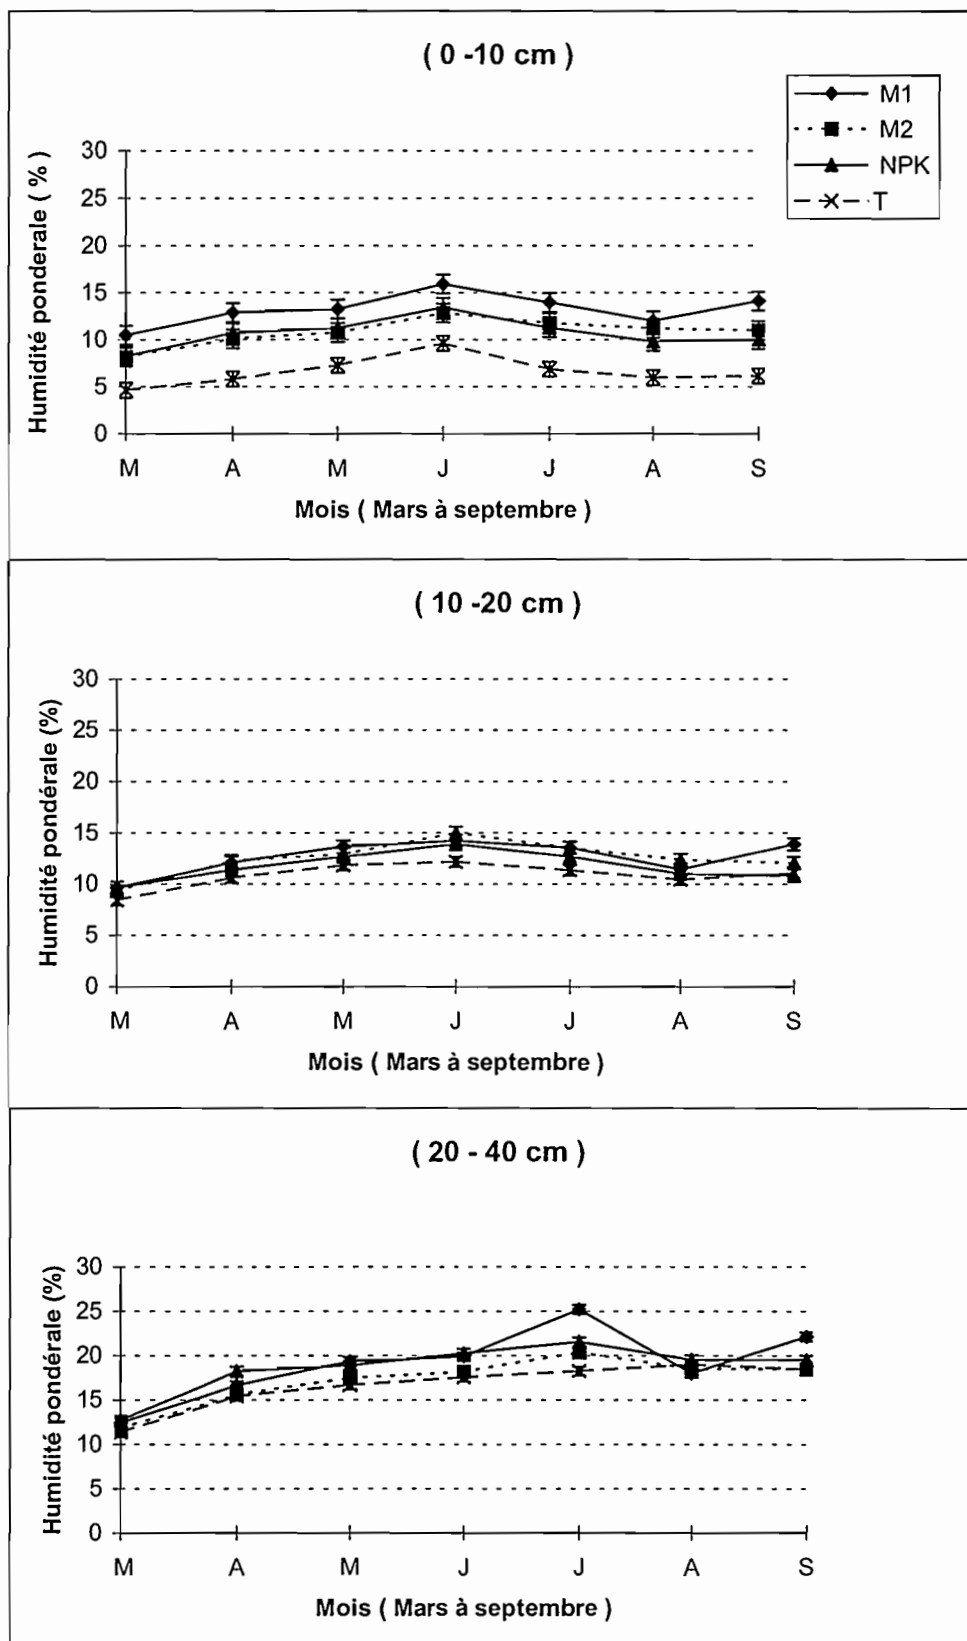 ( 0 -10 cm )
M1
M2
NPK
T
Humidité ponderale ( % )
30
25
20
15
10
5
0
M A M J J A S
Mois ( Mars à septembre )
( 10 -20 cm )
Humidité pondérale (%)
30
25
20
15
10
5
0
M A M J J A S
Mois ( Mars à septembre )
( 20 - 40 cm )
Humidité pondérale (%)
30
25
20
15
10
5
0
M A M J J A S
Mois ( Mars à septembre )